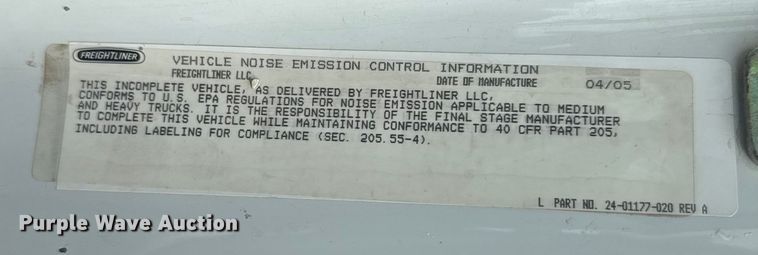 FREIGHTLINER
VEHICLE NOISE EMISSION CONTROL INFORMATION
FREIGHTLINER LLC
DATE OF MANUFACTURE 04/05
THIS INCOMPLETE VEHICLE, AS DELIVERED BY FREIGHTLINER LLC,
CONFORMS TO U.S. EPA REGULATIONS FOR NOISE EMISSION APPLICABLE TO MEDIUM
AND HEAVY TRUCKS. IT IS THE RESPONSIBILITY OF THE FINAL STAGE MANUFACTURER
TO COMPLETE THIS VEHICLE WHILE MAINTAINING CONFORMANCE TO 40 CFR PART 205,
INCLUDING LABELING FOR COMPLIANCE (SEC. 205.55-4).
L PART NO. 24-01177-020 REV A
Purple Wave Auction